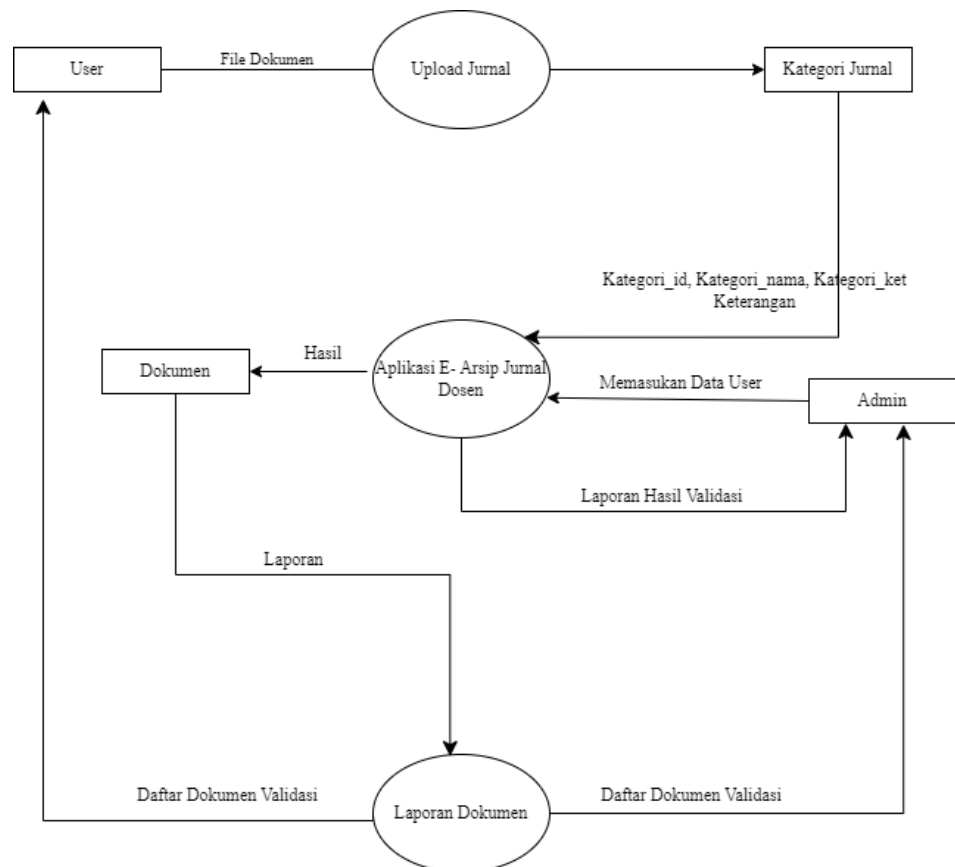 User
File Dokumen
Upload Jurnal
Kategori Jurnal
Kategori_id, Kategori_nama, Kategori_ket
Keterangan
Dokumen
Hasil
Aplikasi E- Arsip Jurnal
Dosen
Memasukan Data User
Admin
Laporan Hasil Validasi
Laporan
Daftar Dokumen Validasi
Laporan Dokumen
Daftar Dokumen Validasi